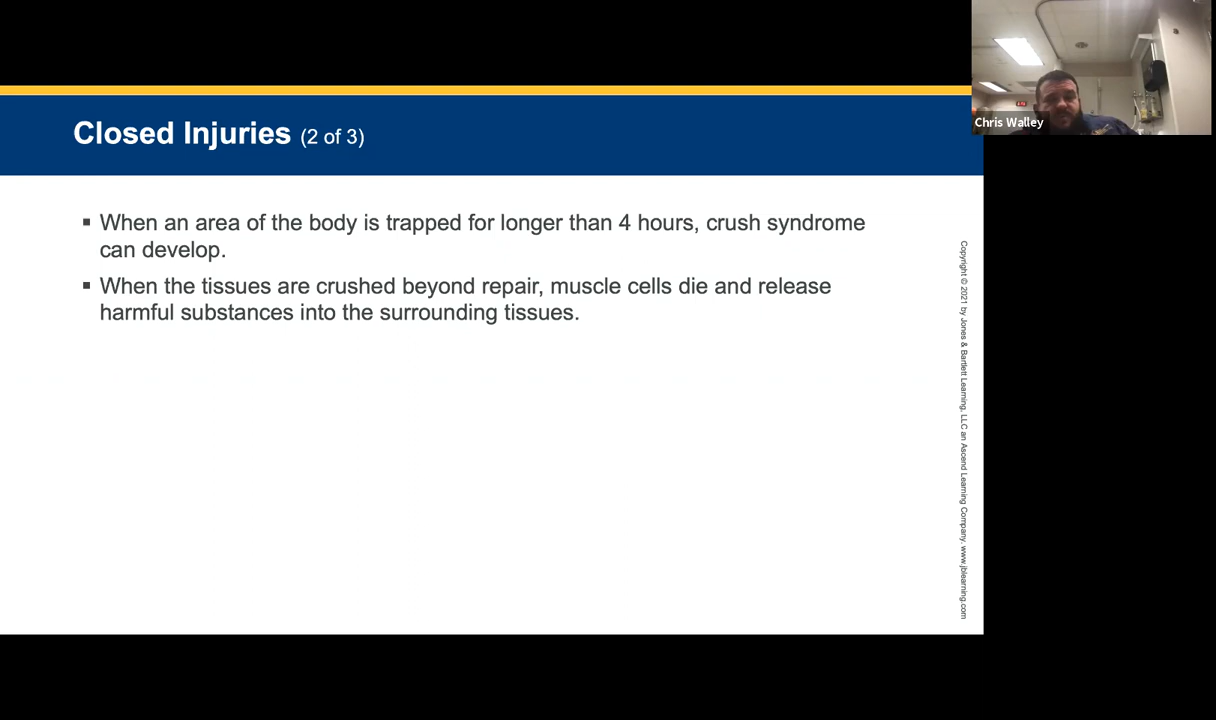 Closed Injuries (2 of 3)
▪ When an area of the body is trapped for longer than 4 hours, crush syndrome
can develop.
▪ When the tissues are crushed beyond repair, muscle cells die and release
harmful substances into the surrounding tissues.
Copyright © 2021 by Jones & Bartlett Learning, LLC an Ascend Learning Company. www.jblearning.com
Chris Walley